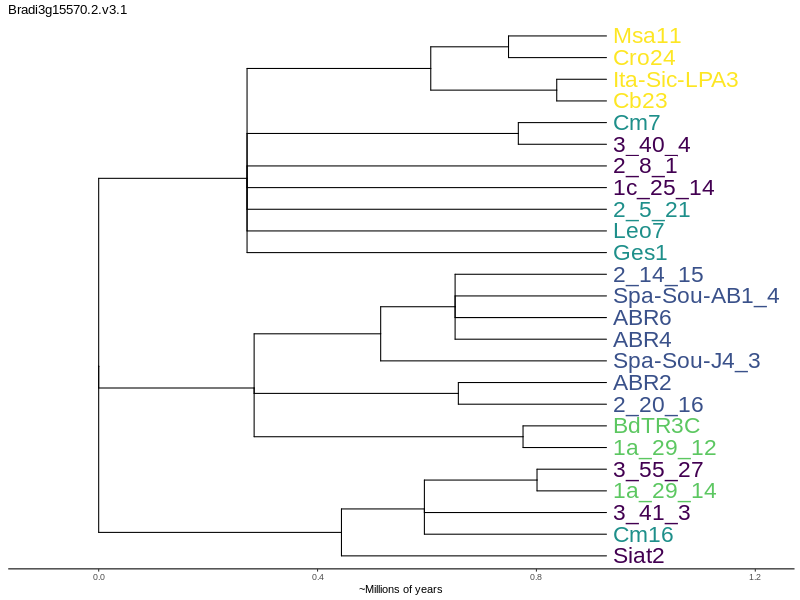 Bradi3g15570.2.v3.1
Msa11
Cro24
Ita-Sic-LPA3
Cb23
Cm7
3_40_4
2_8_1
1c_25_14
2_5_21
Leo7
Ges1
2_14_15
Spa-Sou-AB1_4
ABR6
ABR4
Spa-Sou-J4_3
ABR2
2_20_16
BdTR3C
1a_29_12
3_55_27
1a_29_14
3_41_3
Cm16
Siat2
0.0 0.4 0.8 1.2
~Millions of years